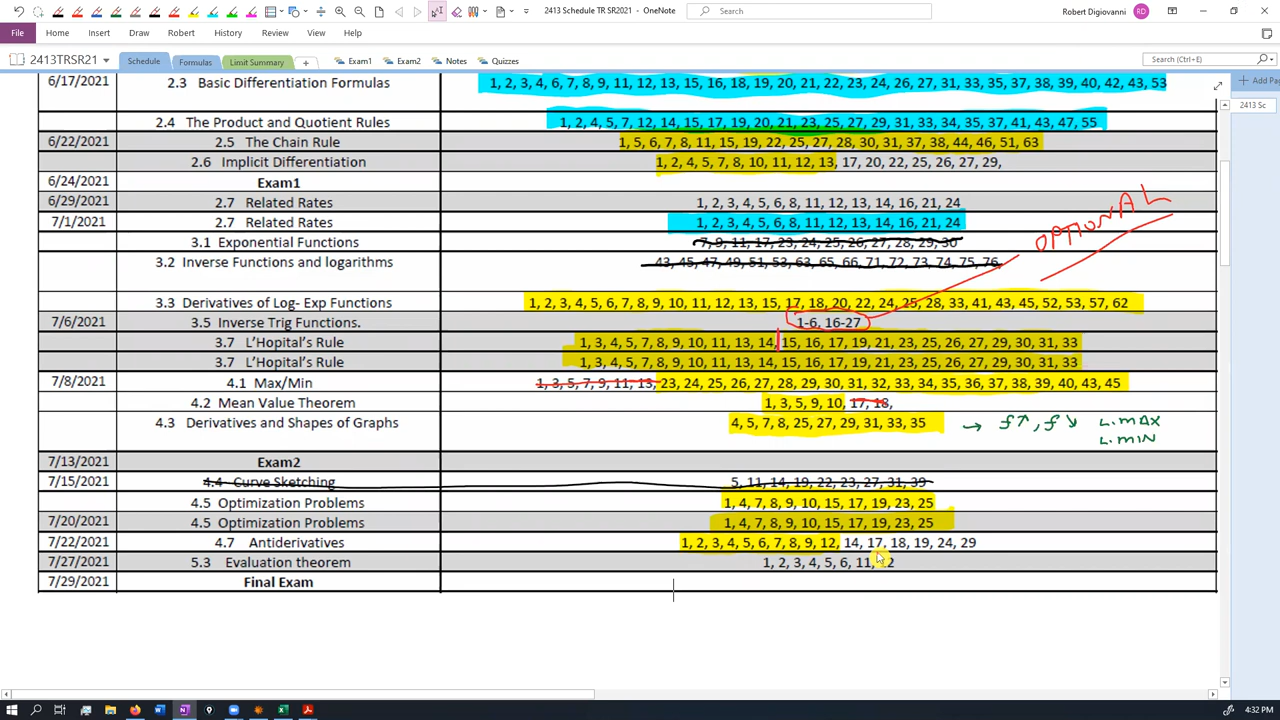 2413 Schedule TR SR2021 - OneNote
Search
Robert Digiovanni
RD
File
Home
Insert
Draw
Robert
History
Review
View
Help
2413TRSR21
Schedule
Formulas
Limit Summary
+
Exam1
Exam2
Notes
Quizzes
Search (Ctrl+E)
Add Pa
2413 Sc
6/17/2021 2.3 Basic Differentiation Formulas 1, 2, 3, 4, 6, 7, 8, 9, 11, 12, 13, 15, 16, 18, 19, 20, 21, 22, 23, 24, 26, 27, 31, 33, 35, 37, 38, 39, 40, 42, 43, 53
2.4 The Product and Quotient Rules 1, 2, 4, 5, 7, 12, 14, 15, 17, 19, 20, 21, 23, 25, 27, 29, 31, 33, 34, 35, 37, 41, 43, 47, 55
6/22/2021 2.5 The Chain Rule 1, 5, 6, 7, 8, 11, 15, 19, 22, 25, 27, 28, 30, 31, 37, 38, 44, 46, 51, 63
2.6 Implicit Differentiation 1, 2, 4, 5, 7, 8, 10, 11, 12, 13, 17, 20, 22, 25, 26, 27, 29,
6/24/2021 Exam1
6/29/2021 2.7 Related Rates 1, 2, 3, 4, 5, 6, 8, 11, 12, 13, 14, 16, 21, 24
7/1/2021 2.7 Related Rates 1, 2, 3, 4, 5, 6, 8, 11, 12, 13, 14, 16, 21, 24
OPTIONAL
3.1 Exponential Functions 7, 9, 11, 17, 23, 24, 25, 26, 27, 28, 29, 30
3.2 Inverse Functions and logarithms 43, 45, 47, 49, 51, 53, 63, 65, 66, 71, 72, 73, 74, 75, 76,
3.3 Derivatives of Log- Exp Functions 1, 2, 3, 4, 5, 6, 7, 8, 9, 10, 11, 12, 13, 15, 17, 18, 20, 22, 24, 25, 28, 33, 41, 43, 45, 52, 53, 57, 62
7/6/2021 3.5 Inverse Trig Functions. 1-6, 16-27
3.7 L'Hopital's Rule 1, 3, 4, 5, 7, 8, 9, 10, 11, 13, 14, 15, 16, 17, 19, 21, 23, 25, 26, 27, 29, 30, 31, 33
3.7 L'Hopital's Rule 1, 3, 4, 5, 7, 8, 9, 10, 11, 13, 14, 15, 16, 17, 19, 21, 23, 25, 26, 27, 29, 30, 31, 33
7/8/2021 4.1 Max/Min 1, 3, 5, 7, 9, 11, 13, 23, 24, 25, 26, 27, 28, 29, 30, 31, 32, 33, 34, 35, 36, 37, 38, 39, 40, 43, 45
4.2 Mean Value Theorem 1, 3, 5, 9, 10, 17, 18,
4.3 Derivatives and Shapes of Graphs 4, 5, 7, 8, 25, 27, 29, 31, 33, 35 → f↑, f↓ L.MAX
L.MIN
7/13/2021 Exam2
7/15/2021 4.4 Curve Sketching 5, 11, 14, 19, 22, 23, 27, 31, 39
4.5 Optimization Problems 1, 4, 7, 8, 9, 10, 15, 17, 19, 23, 25
7/20/2021 4.5 Optimization Problems 1, 4, 7, 8, 9, 10, 15, 17, 19, 23, 25
7/22/2021 4.7 Antiderivatives 1, 2, 3, 4, 5, 6, 7, 8, 9, 12, 14, 17, 18, 19, 24, 29
7/27/2021 5.3 Evaluation theorem 1, 2, 3, 4, 5, 6, 11, 12
7/29/2021 Final Exam
4:32 PM